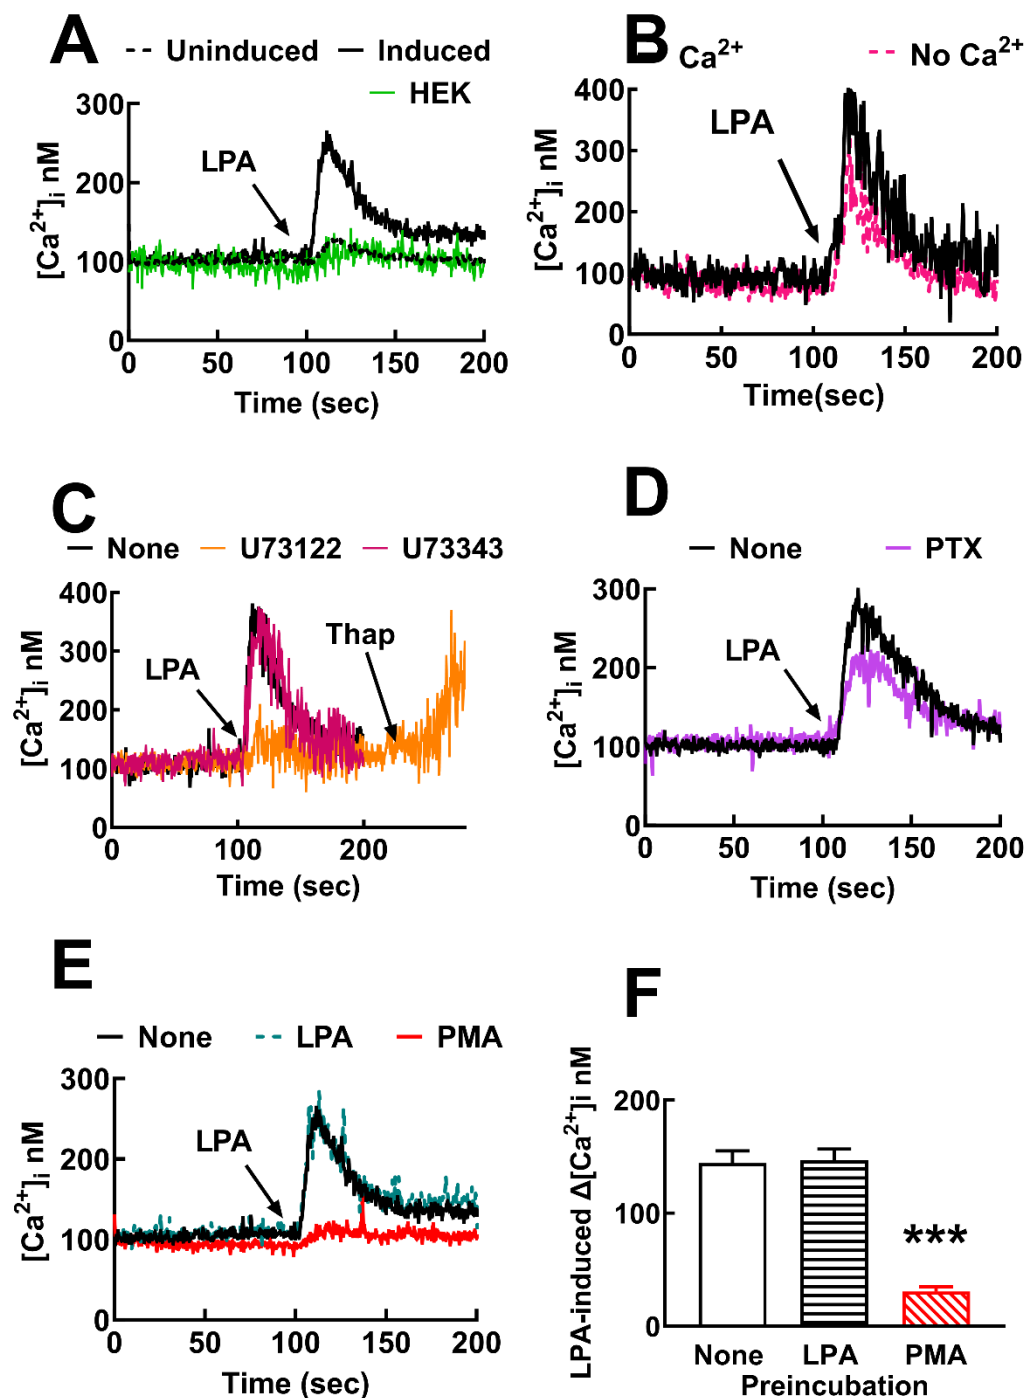 A
Uninduced Induced
HEK
300
200
100
0
[Ca²⁺]i nM
LPA
0 50 100 150 200
Time (sec)
B
Ca²⁺ No Ca²⁺
400
300
200
100
0
[Ca²⁺]i nM
LPA
0 50 100 150 200
Time(sec)
C
None U73122 U73343
400
300
200
100
0
[Ca²⁺]i nM
LPA
Thap
0 100 200
Time (sec)
D
None PTX
300
200
100
0
[Ca²⁺]i nM
LPA
0 50 100 150 200
Time (sec)
E
None LPA PMA
300
200
100
0
[Ca²⁺]i nM
LPA
0 50 100 150 200
Time (sec)
F
LPA-induced Δ[Ca²⁺]i nM
200
100
0
***
None LPA PMA
Preincubation